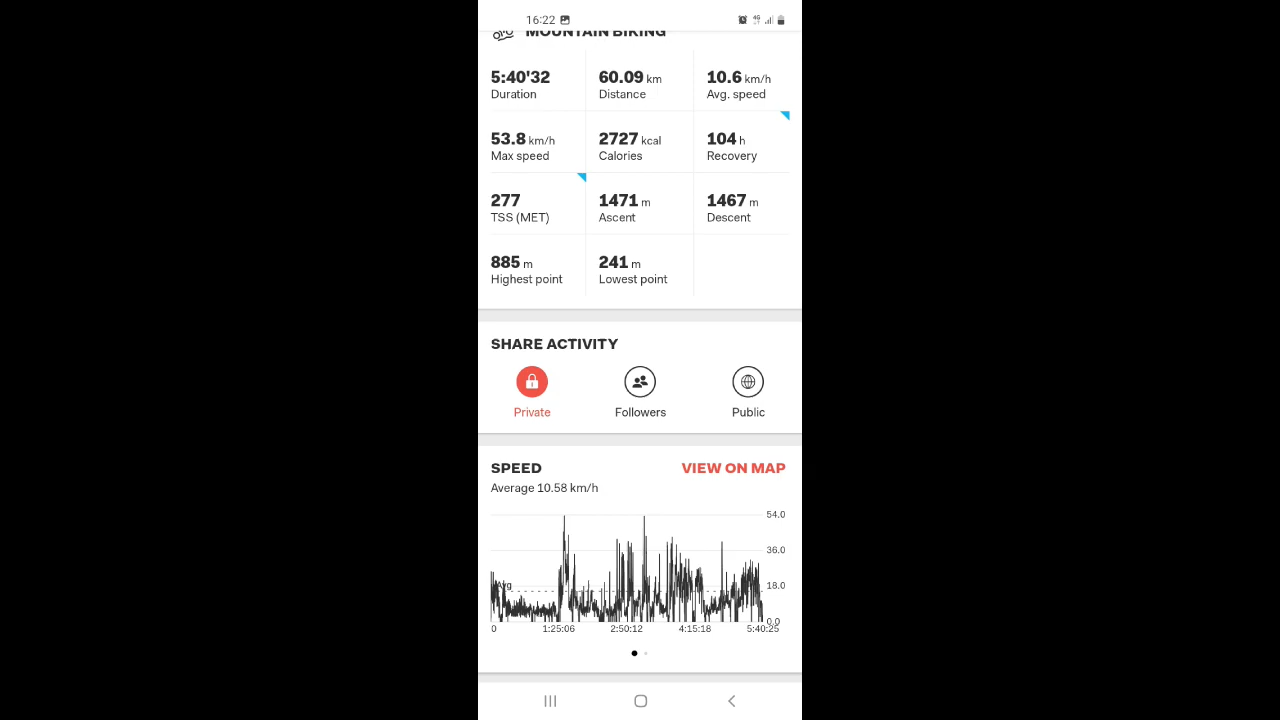 16:22 4G
MOUNTAIN BIKING
5:40'32 60.09 km 10.6 km/h
Duration Distance Avg. speed
53.8 km/h 2727 kcal 104 h
Max speed Calories Recovery
277 1471 m 1467 m
TSS (MET) Ascent Descent
885 m 241 m
Highest point Lowest point
SHARE ACTIVITY
Private Followers Public
SPEED VIEW ON MAP
Average 10.58 km/h
54.0
36.0
Avg 18.0
0.0
0 1:25:06 2:50:12 4:15:18 5:40:25